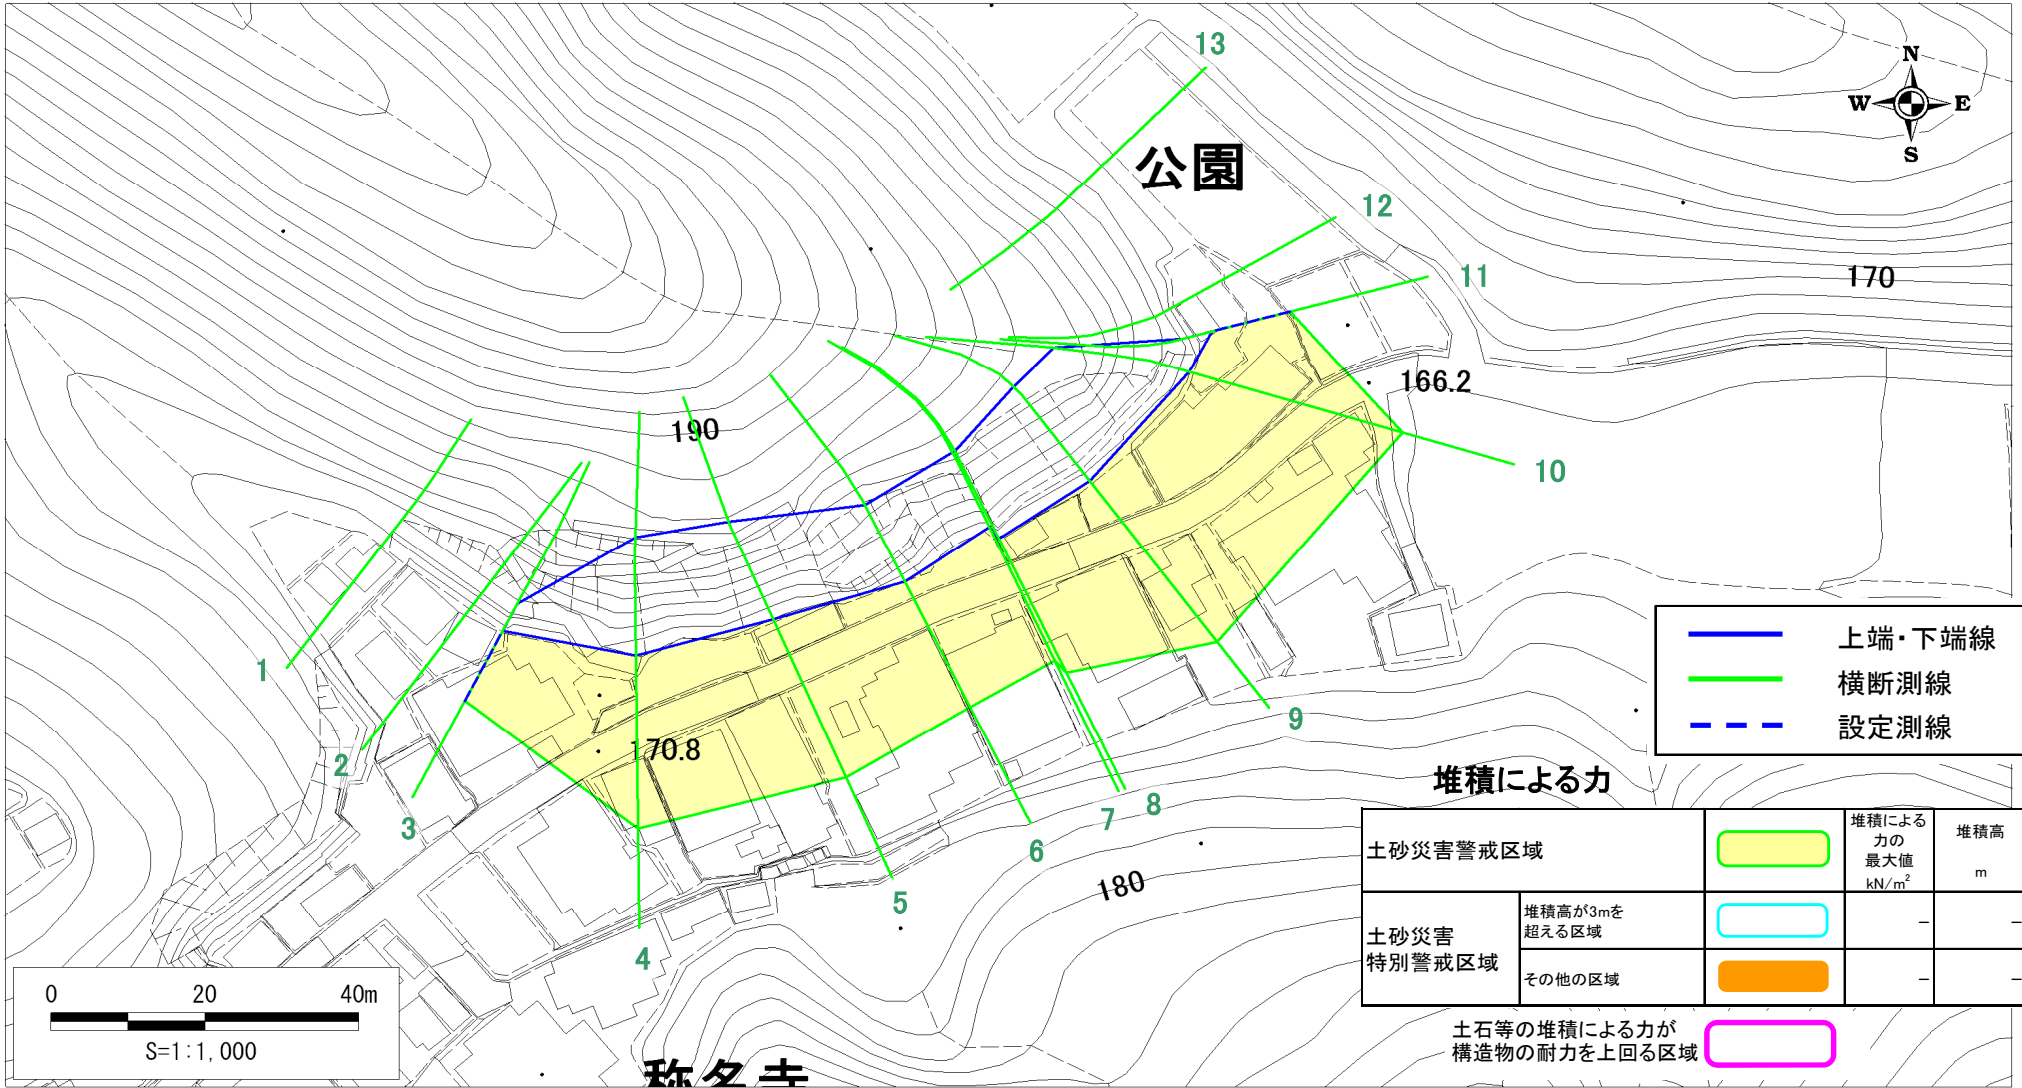 13
N
W E
S
公園
12
11
170
166.2
190
10
1
2
3
170.8
9
8
7
6
5
4
180
上端・下端線
横断測線
設定測線
堆積による力
土砂災害警戒区域
堆積による
力の
最大値
kN/m²
堆積高
m
土砂災害
特別警戒区域
堆積高が3mを
超える区域
－ －
その他の区域
－ －
土石等の堆積による力が
構造物の耐力を上回る区域
0 20 40m
S=1:1,000
称名寺